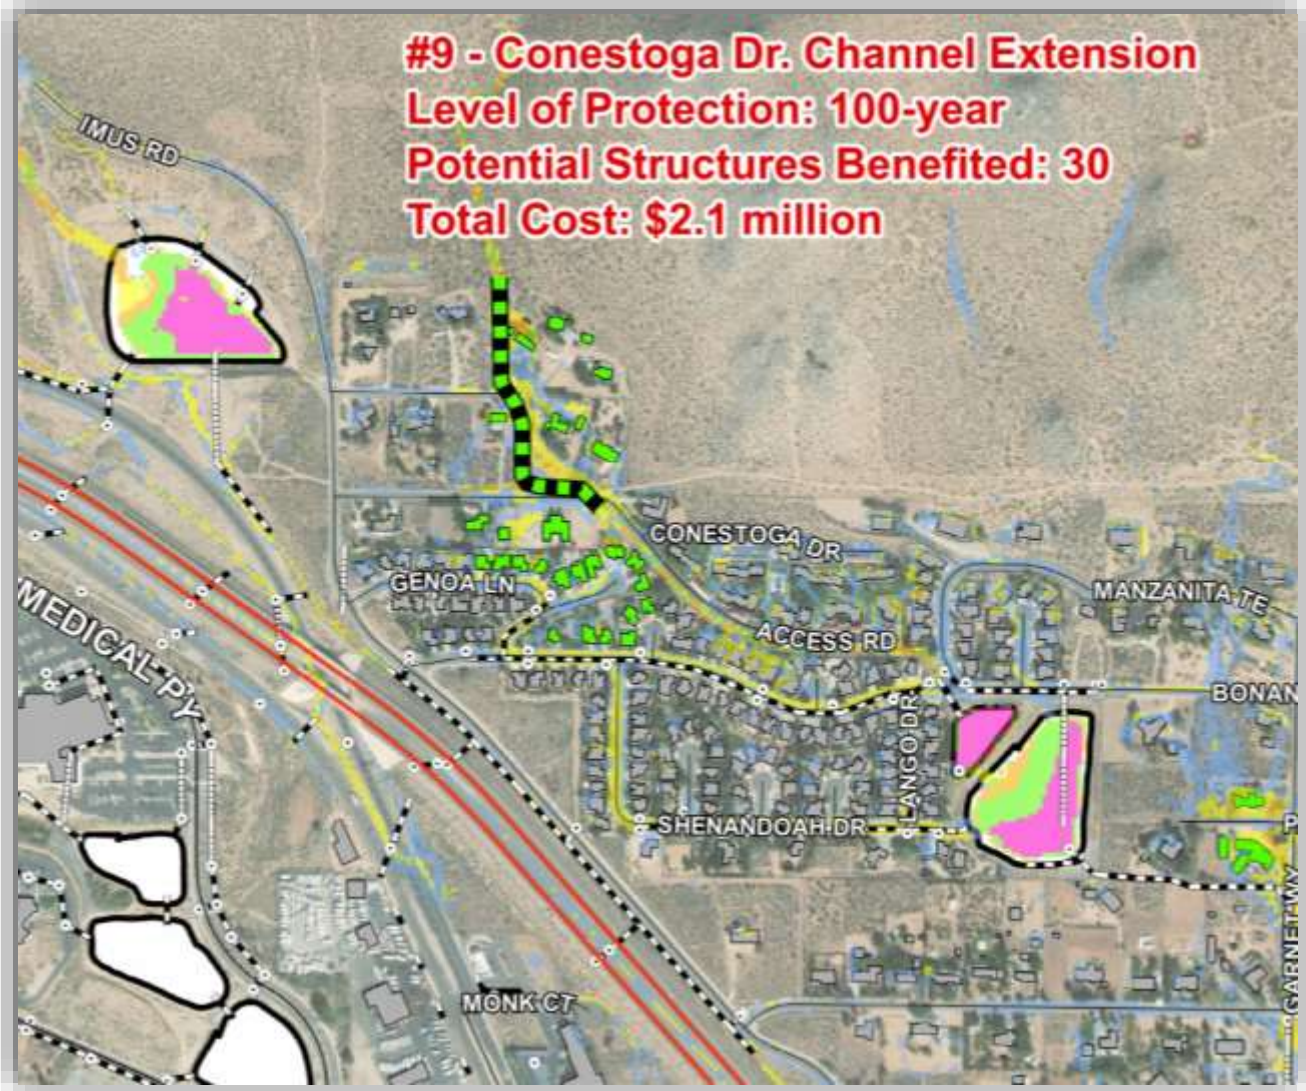 #9 - Conestoga Dr. Channel Extension
Level of Protection: 100-year
Potential Structures Benefited: 30
Total Cost: $2.1 million
IMUS RD
CONESTOGA DR
GENOA LN
MANZANITA TE
MEDICAL PY
ACCESS RD
BONAN
LANGO DR
SHENANDOAH DR
P
GARNET WY
MONK CT